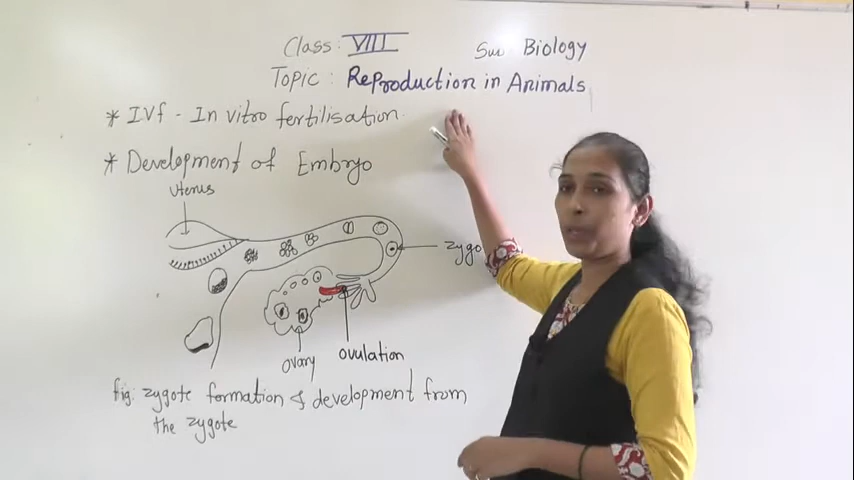 Class: VIII
Sub Biology
Topic: Reproduction in Animals
* IVf - In vitro fertilisation.
* Development of Embryo
Uterus
zygo
ovary
ovulation
fig: zygote formation & development from
the zygote